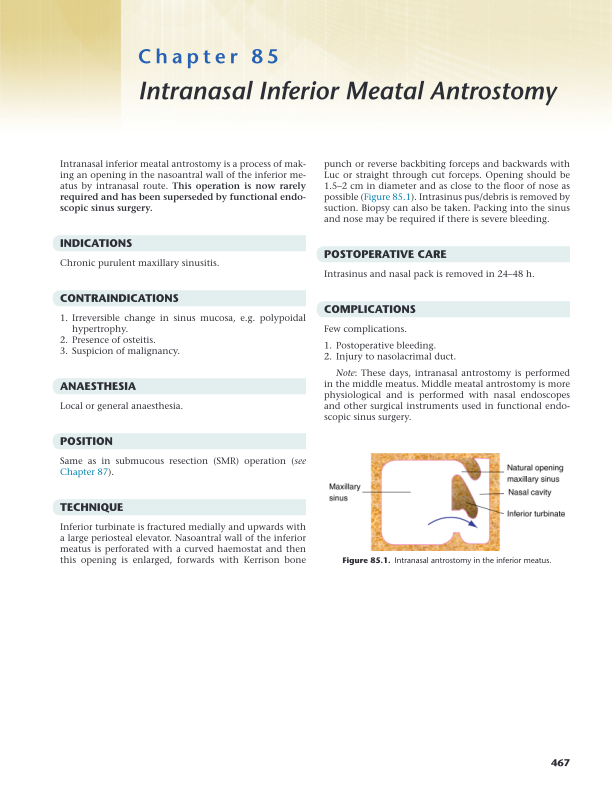 Chapter 85
Intranasal Inferior Meatal Antrostomy
Intranasal inferior meatal antrostomy is a process of mak-
ing an opening in the nasoantral wall of the inferior me-
atus by intranasal route. This operation is now rarely
required and has been superseded by functional endo-
scopic sinus surgery.
INDICATIONS
Chronic purulent maxillary sinusitis.
CONTRAINDICATIONS
1. Irreversible change in sinus mucosa, e.g. polypoidal
hypertrophy.
2. Presence of osteitis.
3. Suspicion of malignancy.
ANAESTHESIA
Local or general anaesthesia.
POSITION
Same as in submucous resection (SMR) operation (see
Chapter 87).
TECHNIQUE
Inferior turbinate is fractured medially and upwards with
a large periosteal elevator. Nasoantral wall of the inferior
meatus is perforated with a curved haemostat and then
this opening is enlarged, forwards with Kerrison bone
punch or reverse backbiting forceps and backwards with
Luc or straight through cut forceps. Opening should be
1.5–2 cm in diameter and as close to the floor of nose as
possible (Figure 85.1). Intrasinus pus/debris is removed by
suction. Biopsy can also be taken. Packing into the sinus
and nose may be required if there is severe bleeding.
POSTOPERATIVE CARE
Intrasinus and nasal pack is removed in 24–48 h.
COMPLICATIONS
Few complications.
1. Postoperative bleeding.
2. Injury to nasolacrimal duct.
Note: These days, intranasal antrostomy is performed
in the middle meatus. Middle meatal antrostomy is more
physiological and is performed with nasal endoscopes
and other surgical instruments used in functional endo-
scopic sinus surgery.
Maxillary
sinus
Natural opening
maxillary sinus
Nasal cavity
Inferior turbinate
Figure 85.1. Intranasal antrostomy in the inferior meatus.
467